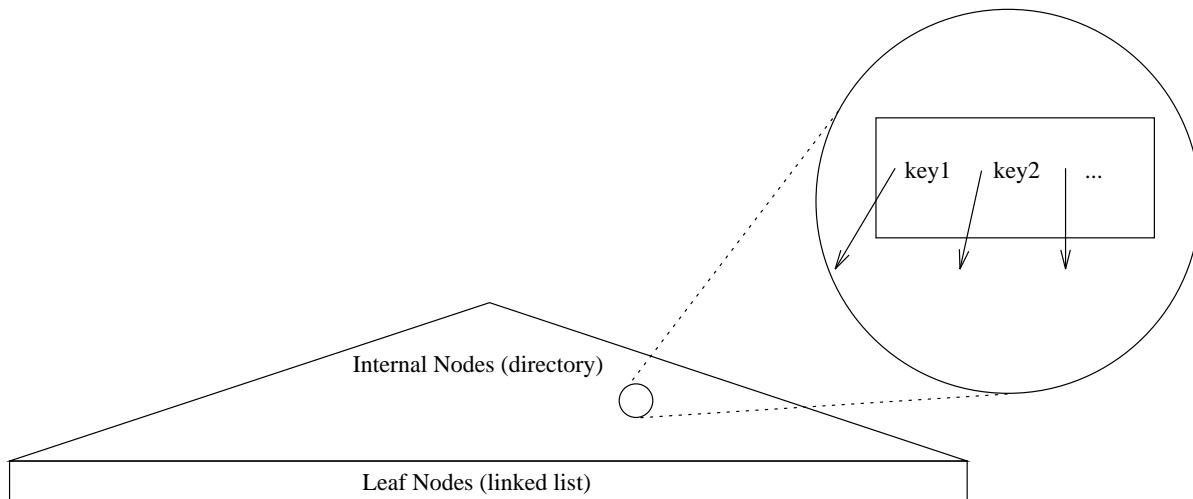 key1 key2 ...
Internal Nodes (directory)
Leaf Nodes (linked list)